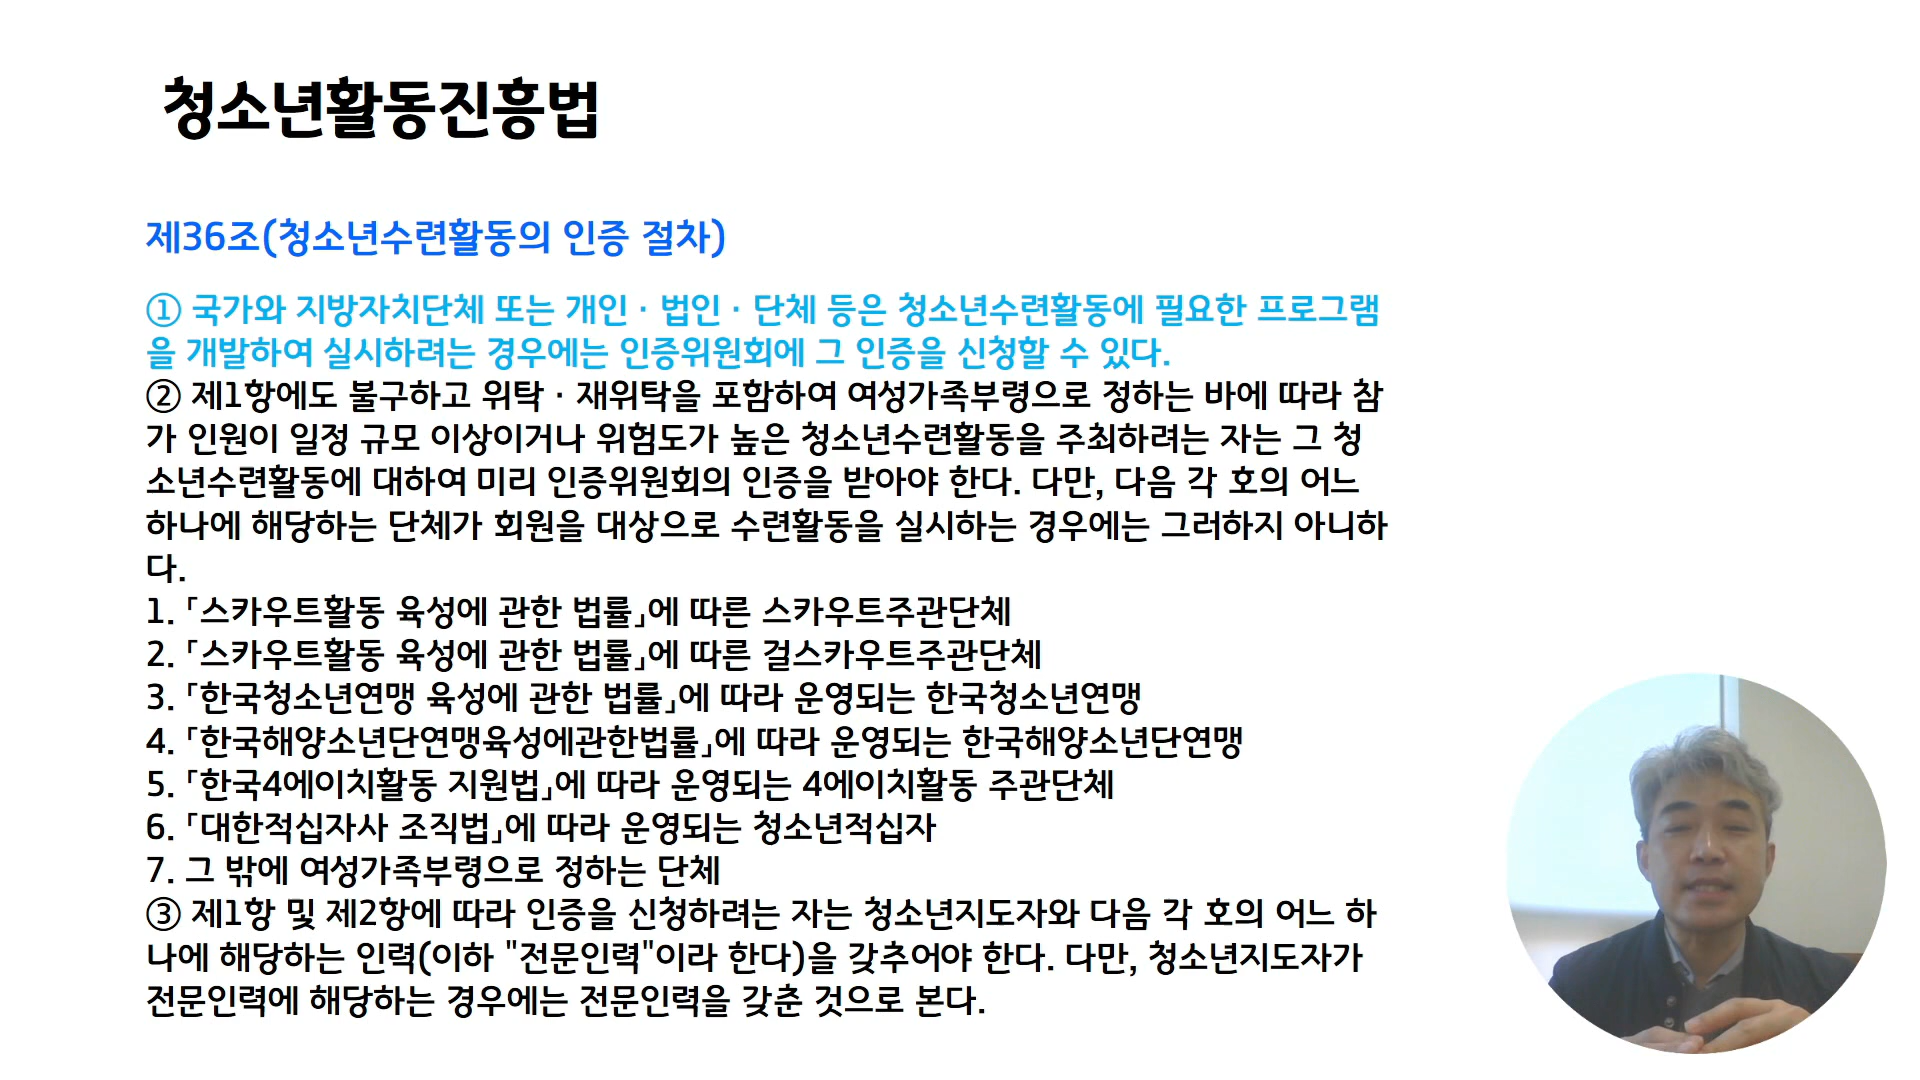 청소년활동진흥법
제36조(청소년수련활동의 인증 절차)
① 국가와 지방자치단체 또는 개인 · 법인 · 단체 등은 청소년수련활동에 필요한 프로그램
을 개발하여 실시하려는 경우에는 인증위원회에 그 인증을 신청할 수 있다.
② 제1항에도 불구하고 위탁 · 재위탁을 포함하여 여성가족부령으로 정하는 바에 따라 참
가 인원이 일정 규모 이상이거나 위험도가 높은 청소년수련활동을 주최하려는 자는 그 청
소년수련활동에 대하여 미리 인증위원회의 인증을 받아야 한다. 다만, 다음 각 호의 어느
하나에 해당하는 단체가 회원을 대상으로 수련활동을 실시하는 경우에는 그러하지 아니하
다.
1. 「스카우트활동 육성에 관한 법률」에 따른 스카우트주관단체
2. 「스카우트활동 육성에 관한 법률」에 따른 걸스카우트주관단체
3. 「한국청소년연맹 육성에 관한 법률」에 따라 운영되는 한국청소년연맹
4. 「한국해양소년단연맹육성에관한법률」에 따라 운영되는 한국해양소년단연맹
5. 「한국4에이치활동 지원법」에 따라 운영되는 4에이치활동 주관단체
6. 「대한적십자사 조직법」에 따라 운영되는 청소년적십자
7. 그 밖에 여성가족부령으로 정하는 단체
③ 제1항 및 제2항에 따라 인증을 신청하려는 자는 청소년지도자와 다음 각 호의 어느 하
나에 해당하는 인력(이하 "전문인력"이라 한다)을 갖추어야 한다. 다만, 청소년지도자가
전문인력에 해당하는 경우에는 전문인력을 갖춘 것으로 본다.